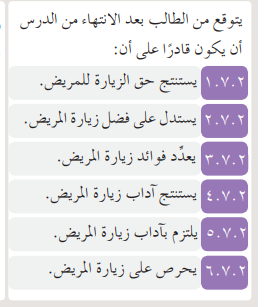 يتوقع من الطالب بعد الانتهاء من الدرس
أن يكون قادرًا على أن:
١.٧.٢ يستنتج حق الزيارة للمريض.
٢.٧.٢ يستدل على فضل زيارة المريض.
٣.٧.٢ يعدِّد فوائد زيارة المريض.
٤.٧.٢ يستنتج آداب زيارة المريض.
٥.٧.٢ يلتزم بآداب زيارة المريض.
٦.٧.٢ يحرص على زيارة المريض.